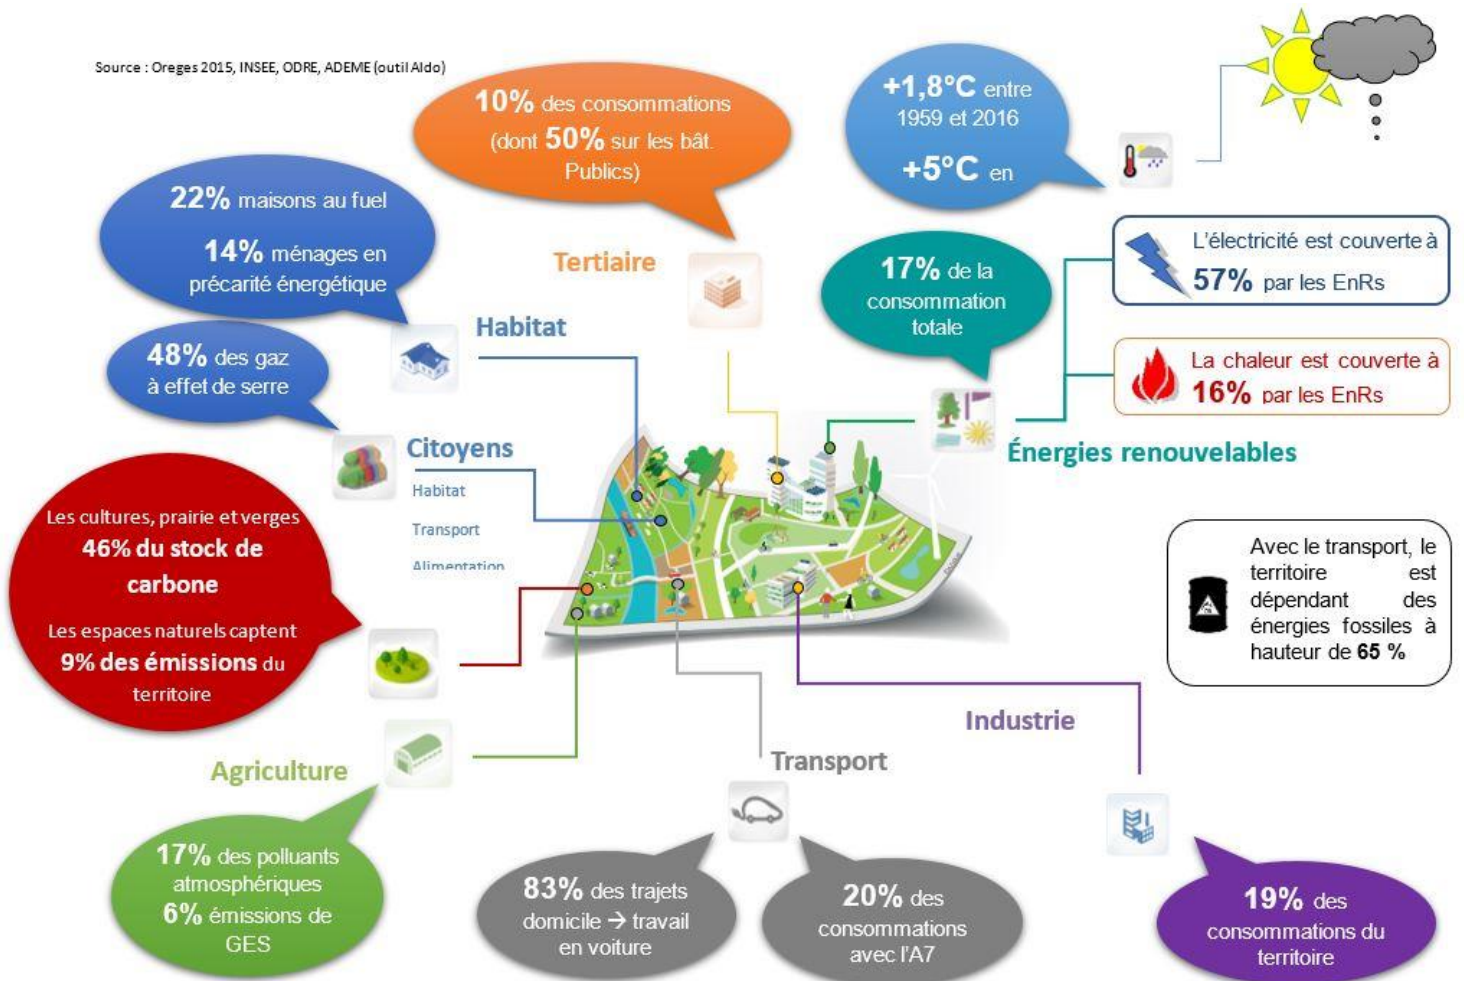 Source : Oreges 2015, INSEE, ODRE, ADEME (outil Aldo)
10% des consommations
(dont 50% sur les bât.
Publics)
+1,8°C entre
1959 et 2016
+5°C en
22% maisons au fuel
14% ménages en
précarité énergétique
Tertiaire
17% de la
consommation
totale
L'électricité est couverte à
57% par les EnRs
Habitat
48% des gaz
à effet de serre
La chaleur est couverte à
16% par les EnRs
Citoyens
Habitat
Transport
Alimentation
Énergies renouvelables
Les cultures, prairie et verges
46% du stock de
carbone
Les espaces naturels captent
9% des émissions du
territoire
Avec le transport, le
territoire est
dépendant des
énergies fossiles à
hauteur de 65 %
Industrie
Agriculture
Transport
17% des polluants
atmosphériques
6% émissions de
GES
83% des trajets
domicile → travail
en voiture
20% des
consommations
avec l'A7
19% des
consommations du
territoire